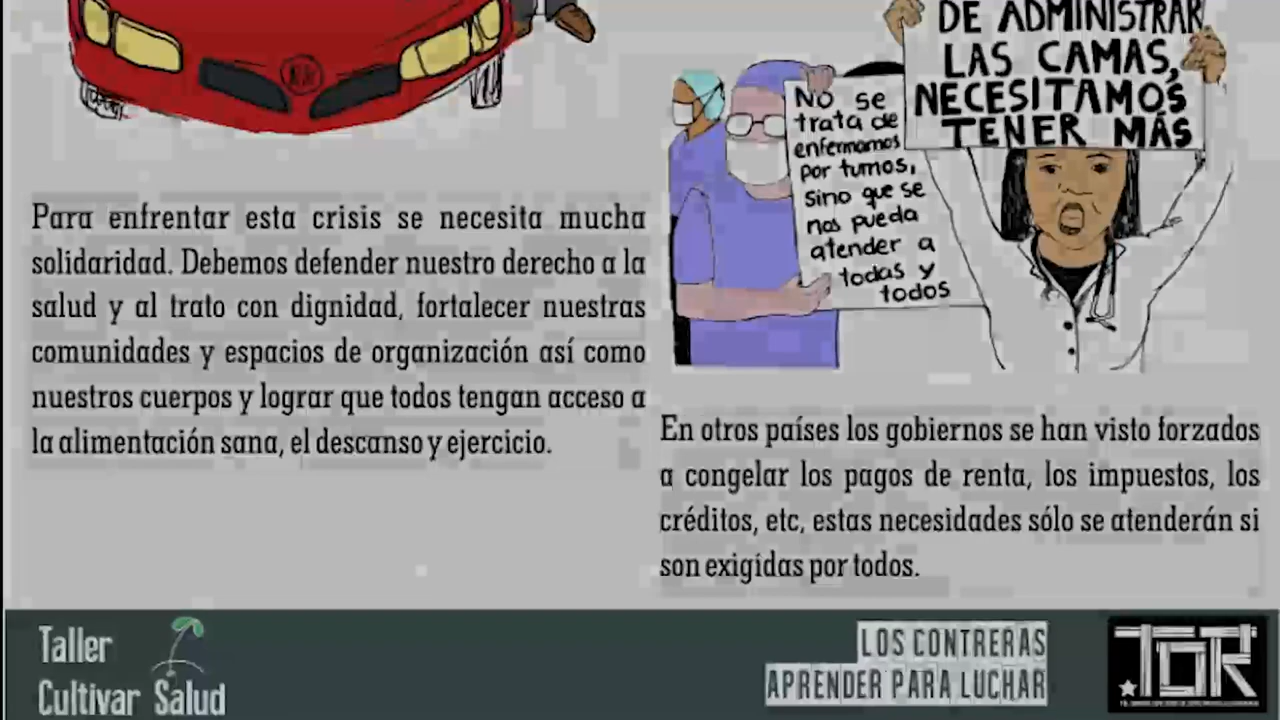 DE ADMINISTRAR
LAS CAMAS,
NECESITAMOS
TENER MÁS
No se
trata de
enfermarnos
por turnos,
sino que se
nos pueda
atender a
todas y
todos
Para enfrentar esta crisis se necesita mucha
solidaridad. Debemos defender nuestro derecho a la
salud y al trato con dignidad, fortalecer nuestras
comunidades y espacios de organización así como
nuestros cuerpos y lograr que todos tengan acceso a
la alimentación sana, el descanso y ejercicio.
En otros países los gobiernos se han visto forzados
a congelar los pagos de renta, los impuestos, los
créditos, etc, estas necesidades sólo se atenderán si
son exigidas por todos.
Taller
Cultivar Salud
LOS CONTRERAS
APRENDER PARA LUCHAR
TOR